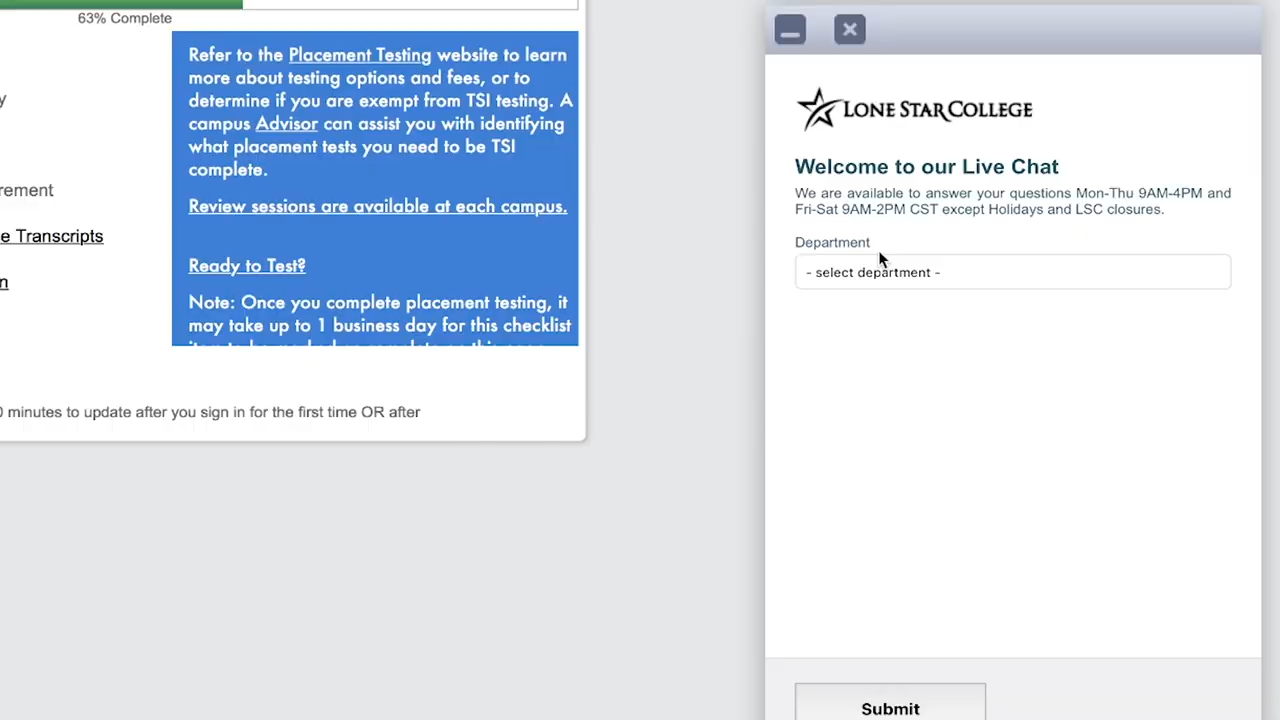 63% Complete
Refer to the Placement Testing website to learn
more about testing options and fees, or to
determine if you are exempt from TSI testing. A
campus Advisor can assist you with identifying
what placement tests you need to be TSI
complete.
Review sessions are available at each campus.
Ready to Test?
Note: Once you complete placement testing, it
may take up to 1 business day for this checklist
y
rement
e Transcripts
n
0 minutes to update after you sign in for the first time OR after
LONE STAR COLLEGE
Welcome to our Live Chat
We are available to answer your questions Mon-Thu 9AM-4PM and
Fri-Sat 9AM-2PM CST except Holidays and LSC closures.
Department
- select department -
Submit